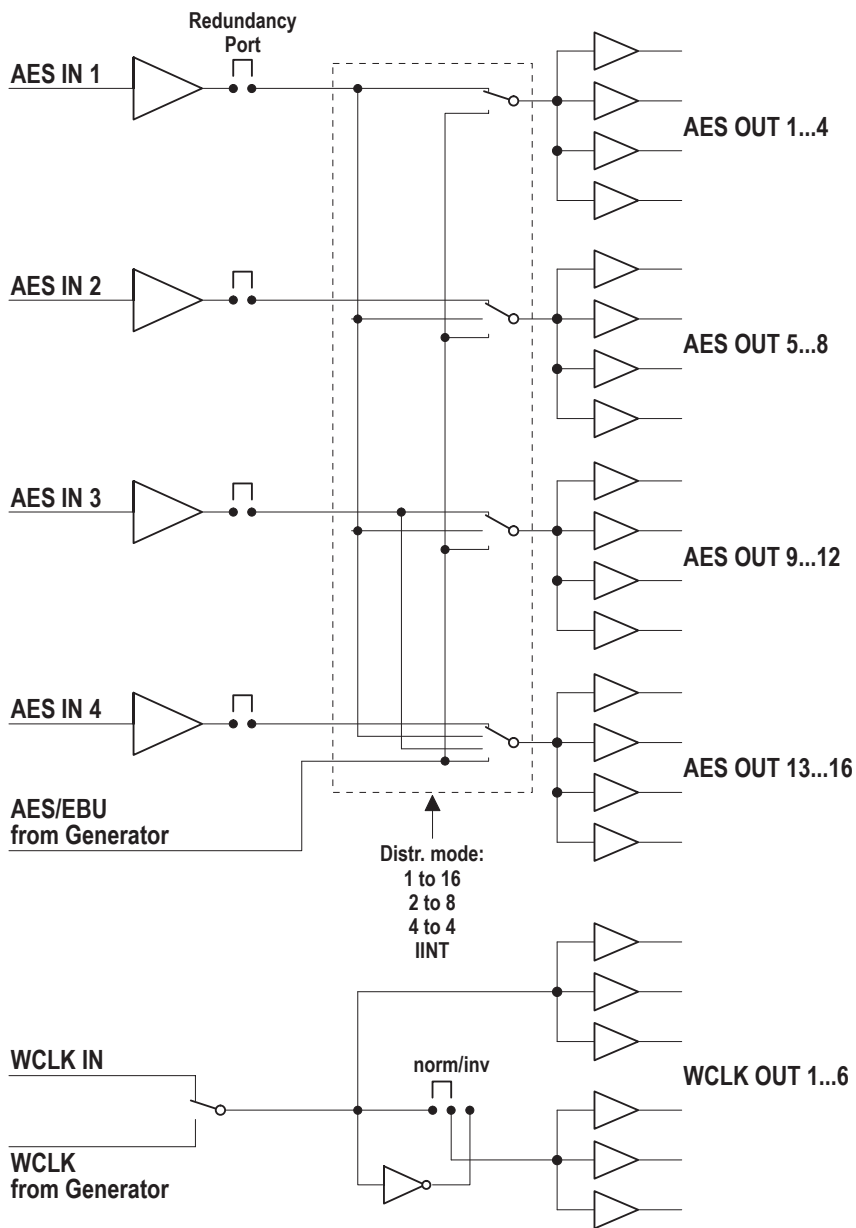 Redundancy
Port
AES IN 1
AES OUT 1...4
AES IN 2
AES OUT 5...8
AES IN 3
AES OUT 9...12
AES IN 4
AES OUT 13...16
AES/EBU
from Generator
Distr. mode:
1 to 16
2 to 8
4 to 4
IINT
WCLK IN
norm/inv
WCLK OUT 1...6
WCLK
from Generator